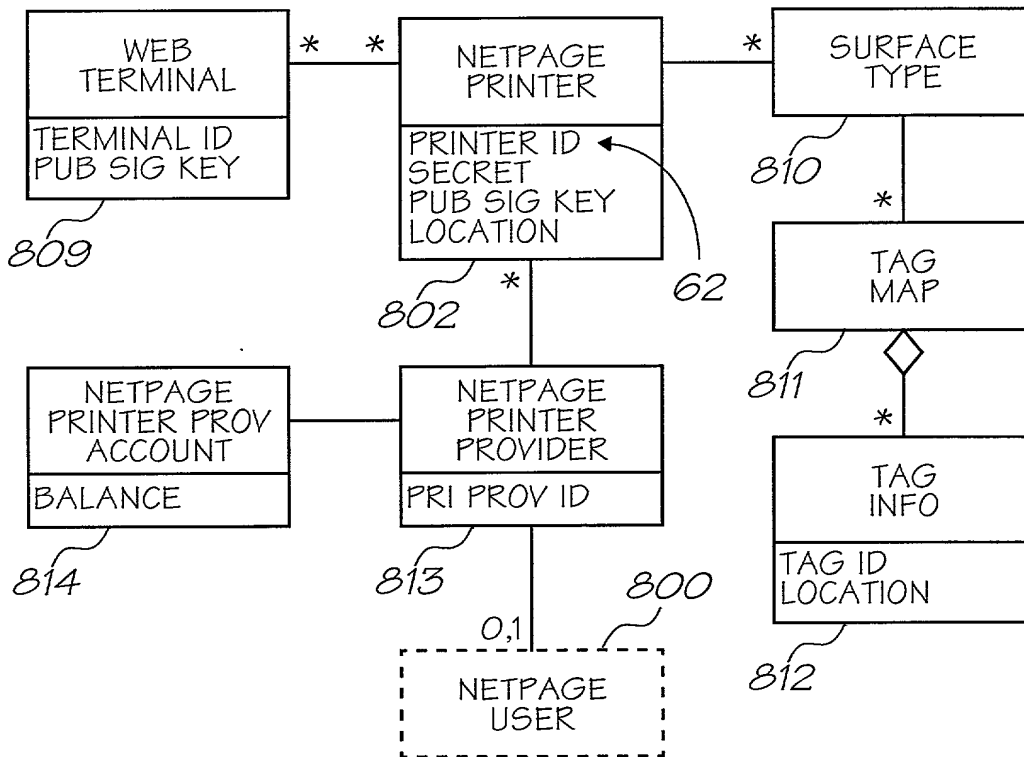 WEB
TERMINAL
TERMINAL ID
PUB SIG KEY
809
*
*
NETPAGE
PRINTER
PRINTER ID
SECRET
PUB SIG KEY
LOCATION
802
62
*
*
SURFACE
TYPE
810
*
TAG
MAP
811
*
TAG
INFO
TAG ID
LOCATION
812
NETPAGE
PRINTER PROV
ACCOUNT
BALANCE
814
NETPAGE
PRINTER
PROVIDER
PRI PROV ID
813
0,1
800
NETPAGE
USER